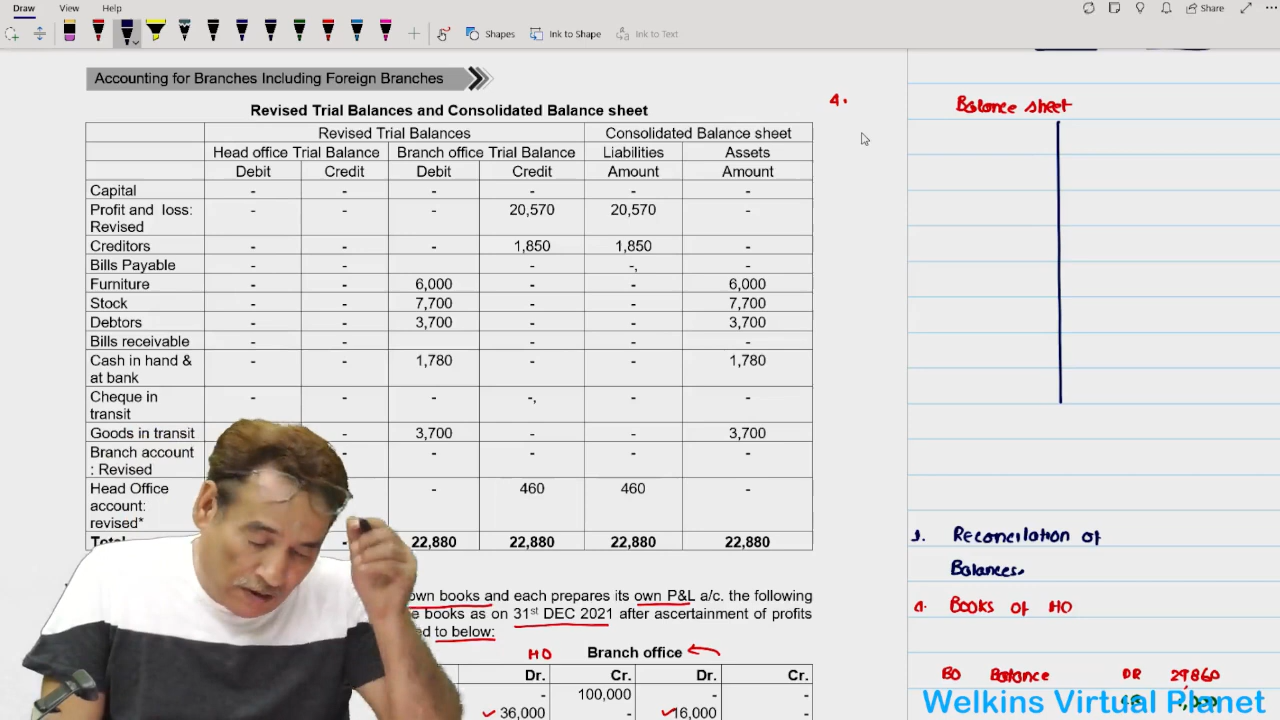 Draw View Help
Share
Shapes
Ink to Shape
Ink to Text
Accounting for Branches Including Foreign Branches
4.
Balance sheet
Revised Trial Balances and Consolidated Balance sheet
Revised Trial Balances Consolidated Balance sheet
Head office Trial Balance Branch office Trial Balance Liabilities Assets
Debit Credit Debit Credit Amount Amount
Capital - - - - - -
Profit and loss: Revised - - - 20,570 20,570 -
Creditors - - - 1,850 1,850 -
Bills Payable - - - -, -
Furniture - - 6,000 - - 6,000
Stock - - 7,700 - - 7,700
Debtors - - 3,700 - - 3,700
Bills receivable - - - - -
Cash in hand & at bank - - 1,780 - - 1,780
Cheque in transit - - - -, - -
Goods in transit - 3,700 - - 3,700
Branch account : Revised - - - - -
Head Office account: revised* - 460 460 -
- 22,880 22,880 22,880 22,880
own books and each prepares its own P&L a/c. the following
books as on 31st DEC 2021 after ascertainment of profits
to below:
HO Branch office
Dr. Cr. Dr. Cr.
- 100,000 - -
36,000 - 16,000 -
3. Reconcilation of
Balances.
a. Books of HO
BO Balance DR 29860
Welkins Virtual Planet